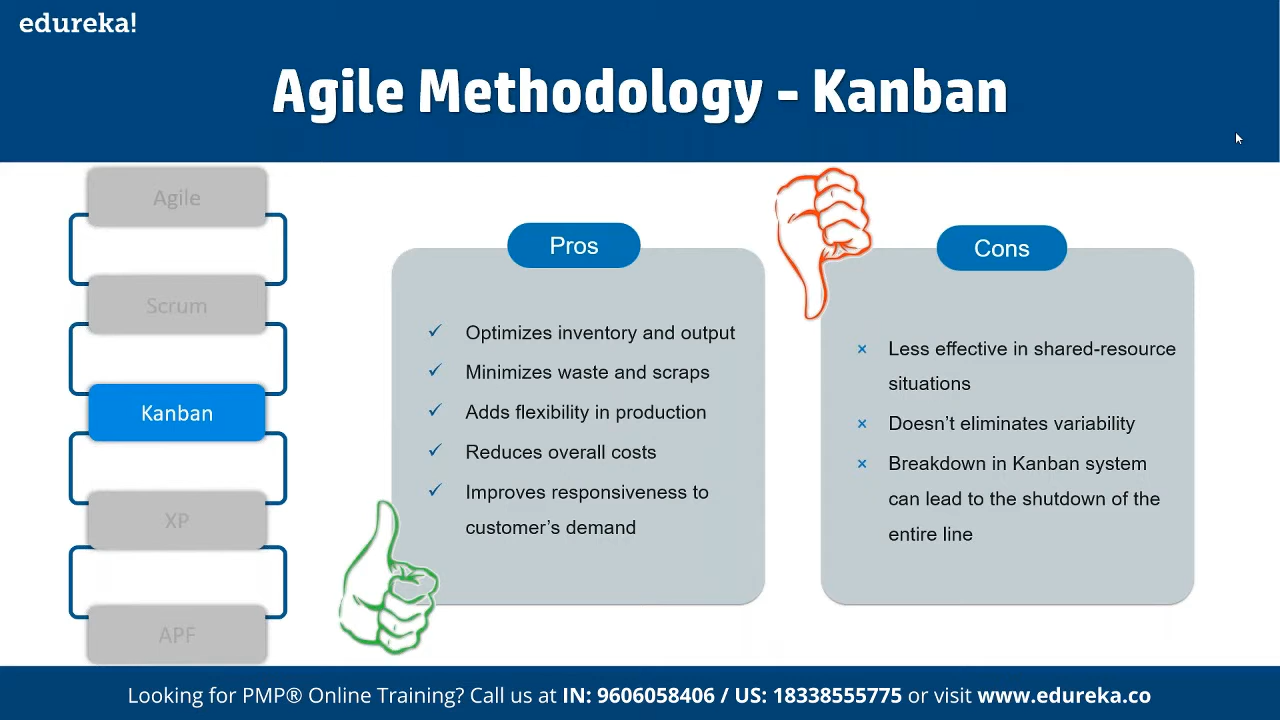 edureka!
Agile Methodology - Kanban
Agile
Scrum
Kanban
XP
APF
Pros
Optimizes inventory and output
Minimizes waste and scraps
Adds flexibility in production
Reduces overall costs
Improves responsiveness to
customer’s demand
Cons
Less effective in shared-resource
situations
Doesn’t eliminates variability
Breakdown in Kanban system
can lead to the shutdown of the
entire line
Looking for PMP® Online Training? Call us at IN: 9606058406 / US: 18338555775 or visit www.edureka.co